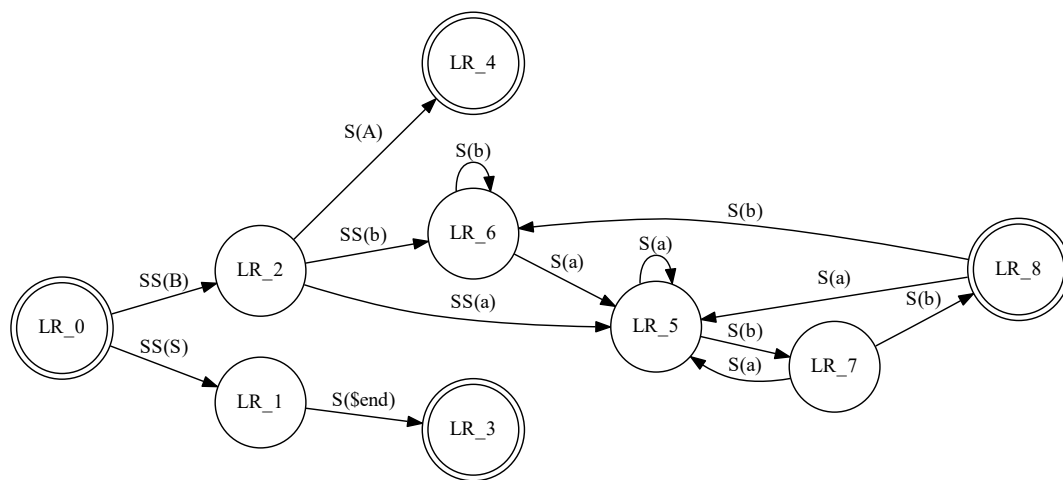 LR_4
S(A)
S(b)
SS(b)
LR_6
S(b)
SS(B)
LR_2
S(a)
S(a)
S(a)
LR_8
LR_0
SS(a)
S(b)
LR_5
S(b)
SS(S)
S(a)
LR_7
LR_1
S($end)
LR_3